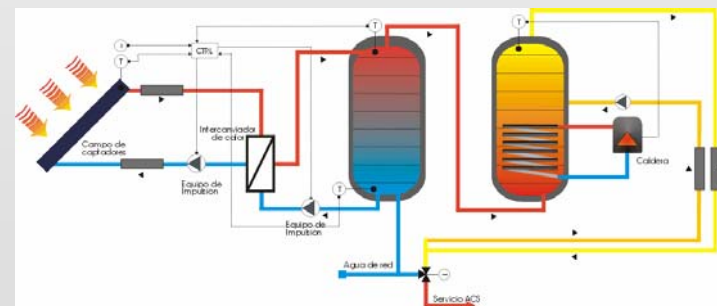 T
I
T
CTRL
T
T
Campo de
captadores
Intercambiador
de calor
Caldera
Equipo de
Impulsión
T
Equipo de
Impulsión
Agua de red
Servicio ACS